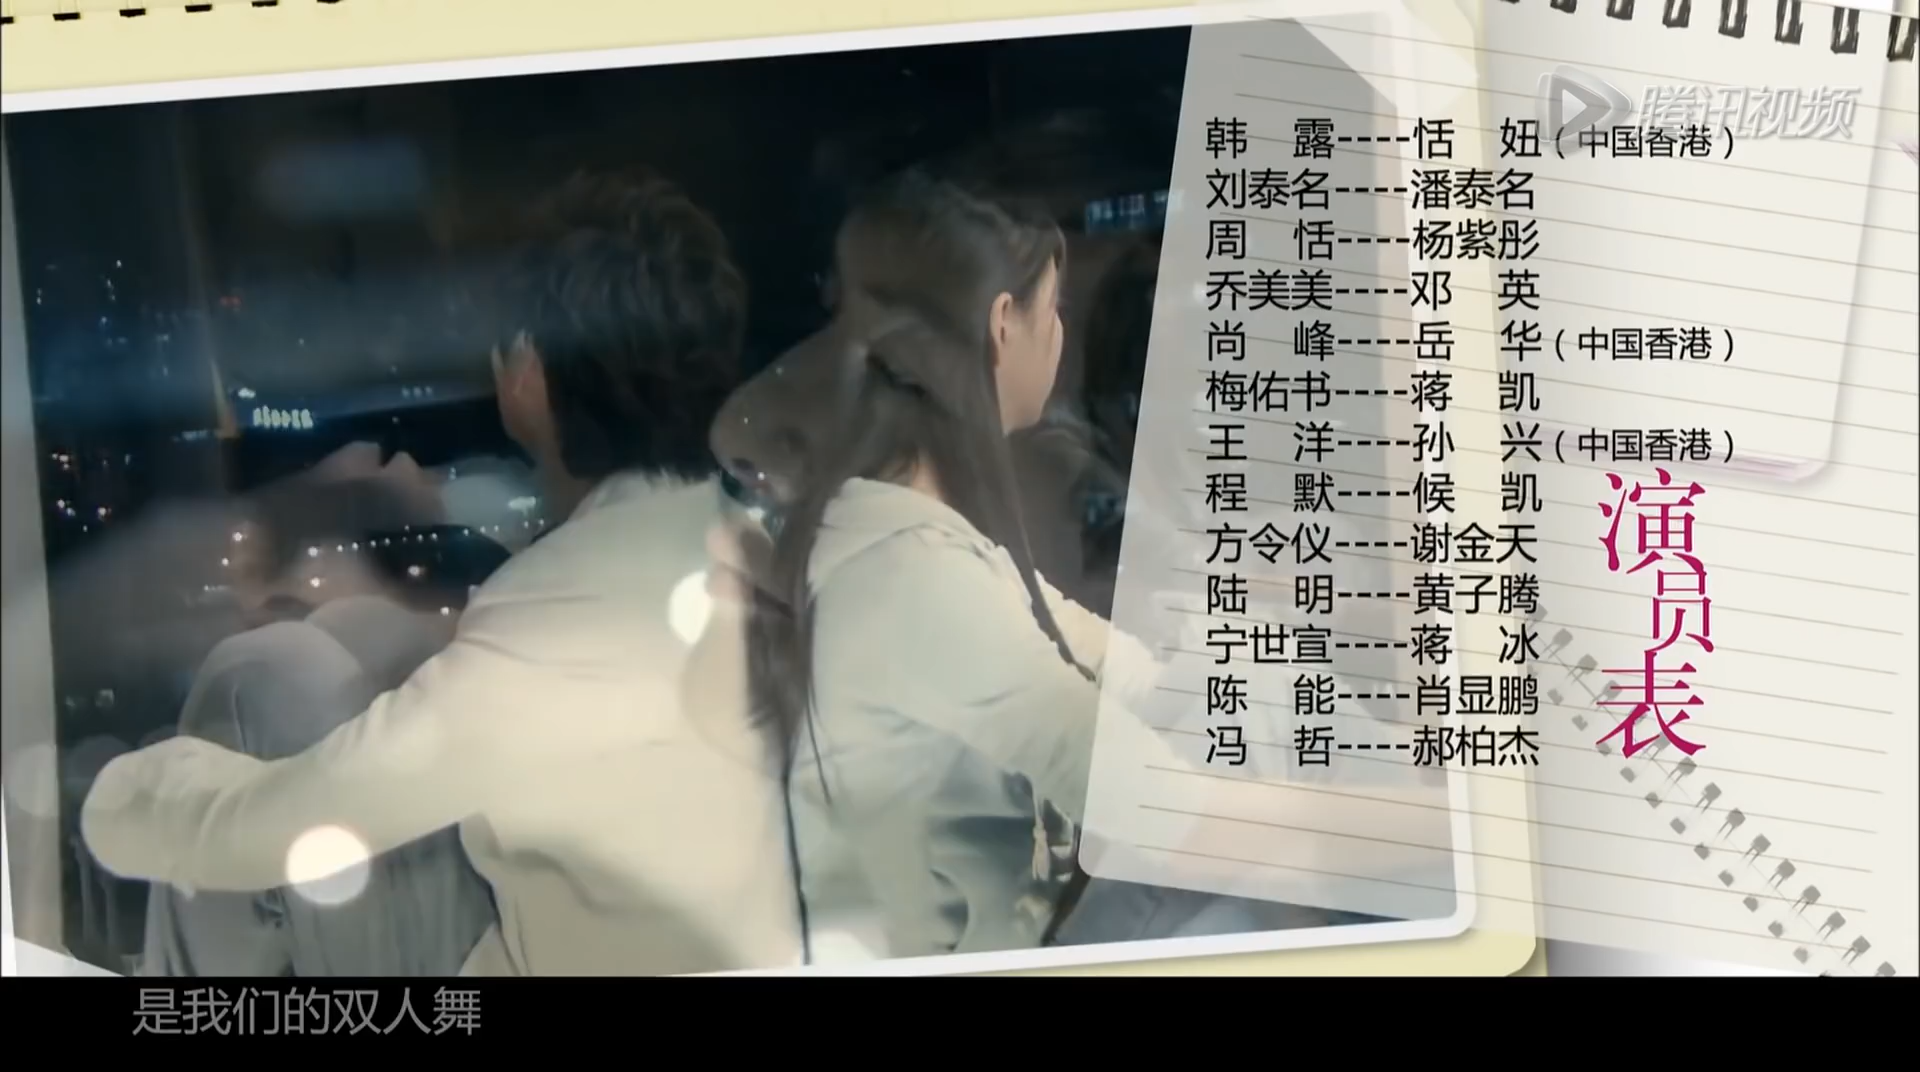 腾讯视频
韩 露----恬 妞（中国香港）
刘泰名----潘泰名
周 恬----杨紫彤
乔美美----邓 英
尚 峰----岳 华（中国香港）
梅佑书----蒋 凯
王 洋----孙 兴（中国香港）
程 默----候 凯
方令仪----谢金天
陆 明----黄子腾
宁世宣----蒋 冰
陈 能----肖显鹏
冯 哲----郝柏杰
演员表
是我们的双人舞